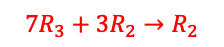 7R₃ + 3R₂ → R₂